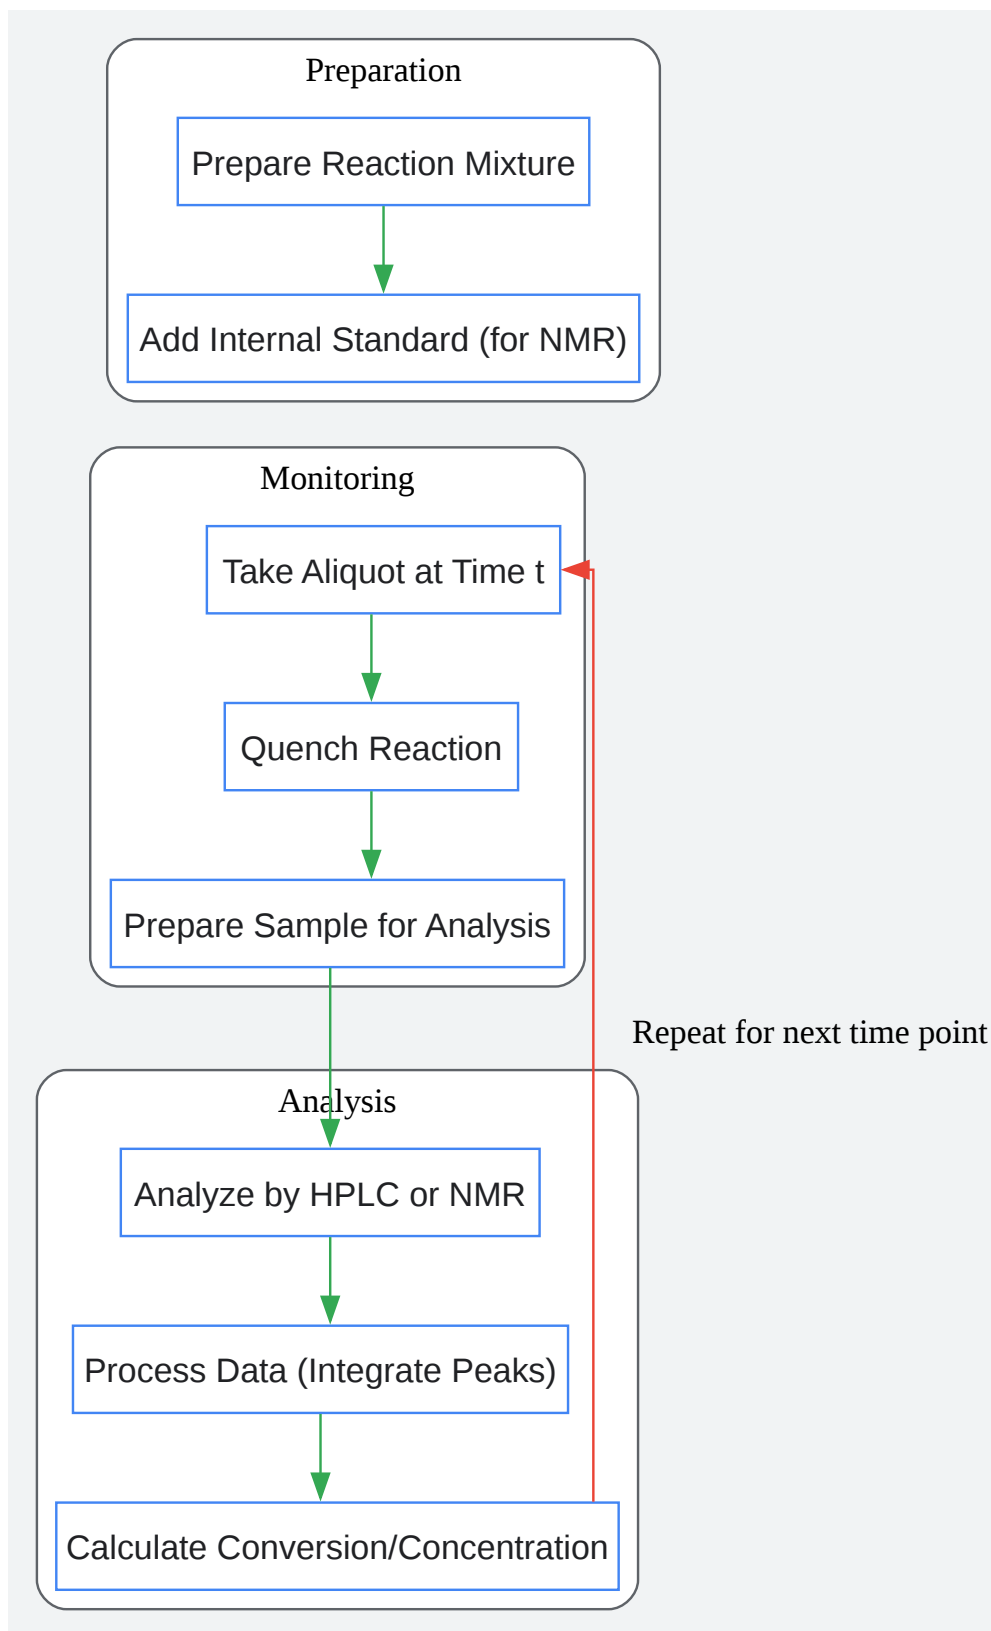 Preparation
Prepare Reaction Mixture
Add Internal Standard (for NMR)
Monitoring
Take Aliquot at Time t
Quench Reaction
Prepare Sample for Analysis
Repeat for next time point
Analysis
Analyze by HPLC or NMR
Process Data (Integrate Peaks)
Calculate Conversion/Concentration